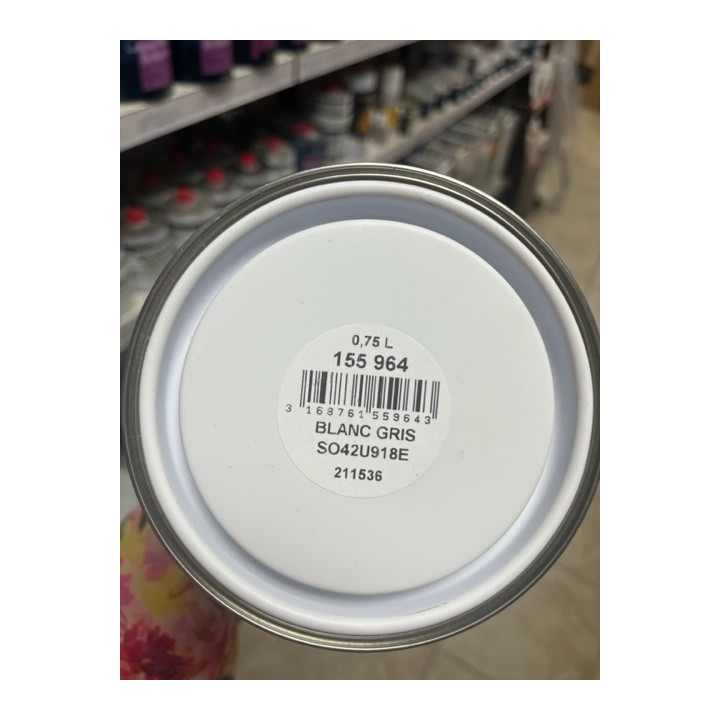 0,75 L
155 964
3 168761 559643
BLANC GRIS
SO42U918E
211536